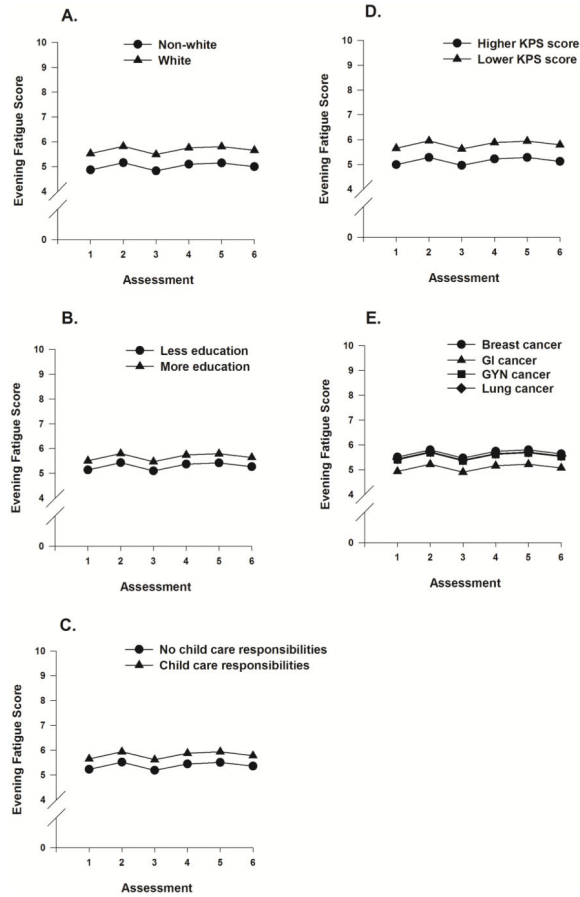 A.
Non-white
White
Evening Fatigue Score
10
9
8
7
6
5
4
0
1 2 3 4 5 6
Assessment
B.
Less education
More education
Evening Fatigue Score
10
9
8
7
6
5
4
0
1 2 3 4 5 6
Assessment
C.
No child care responsibilities
Child care responsibilities
Evening Fatigue Score
10
9
8
7
6
5
4
0
1 2 3 4 5 6
Assessment
D.
Higher KPS score
Lower KPS score
Evening Fatigue Score
10
9
8
7
6
5
4
0
1 2 3 4 5 6
Assessment
E.
Breast cancer
GI cancer
GYN cancer
Lung cancer
Evening Fatigue Score
10
9
8
7
6
5
4
0
1 2 3 4 5 6
Assessment